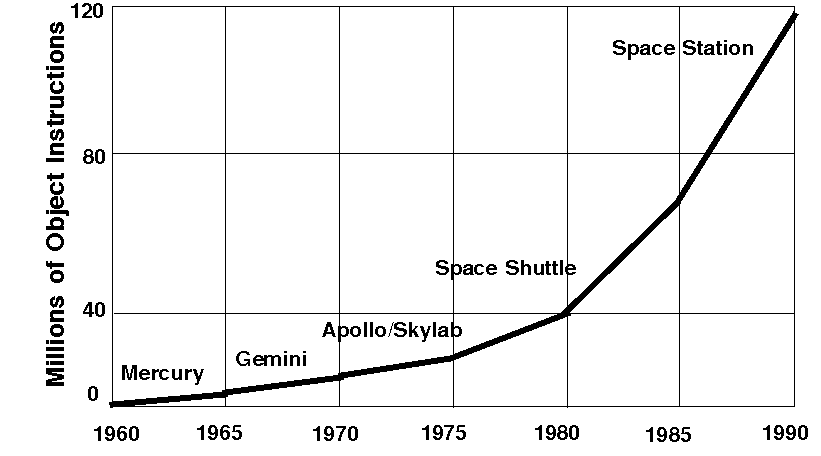 120
Space Station
Millions of Object Instructions
80
Space Shuttle
40
Apollo/Skylab
Gemini
Mercury
0
1960 1965 1970 1975 1980 1985 1990